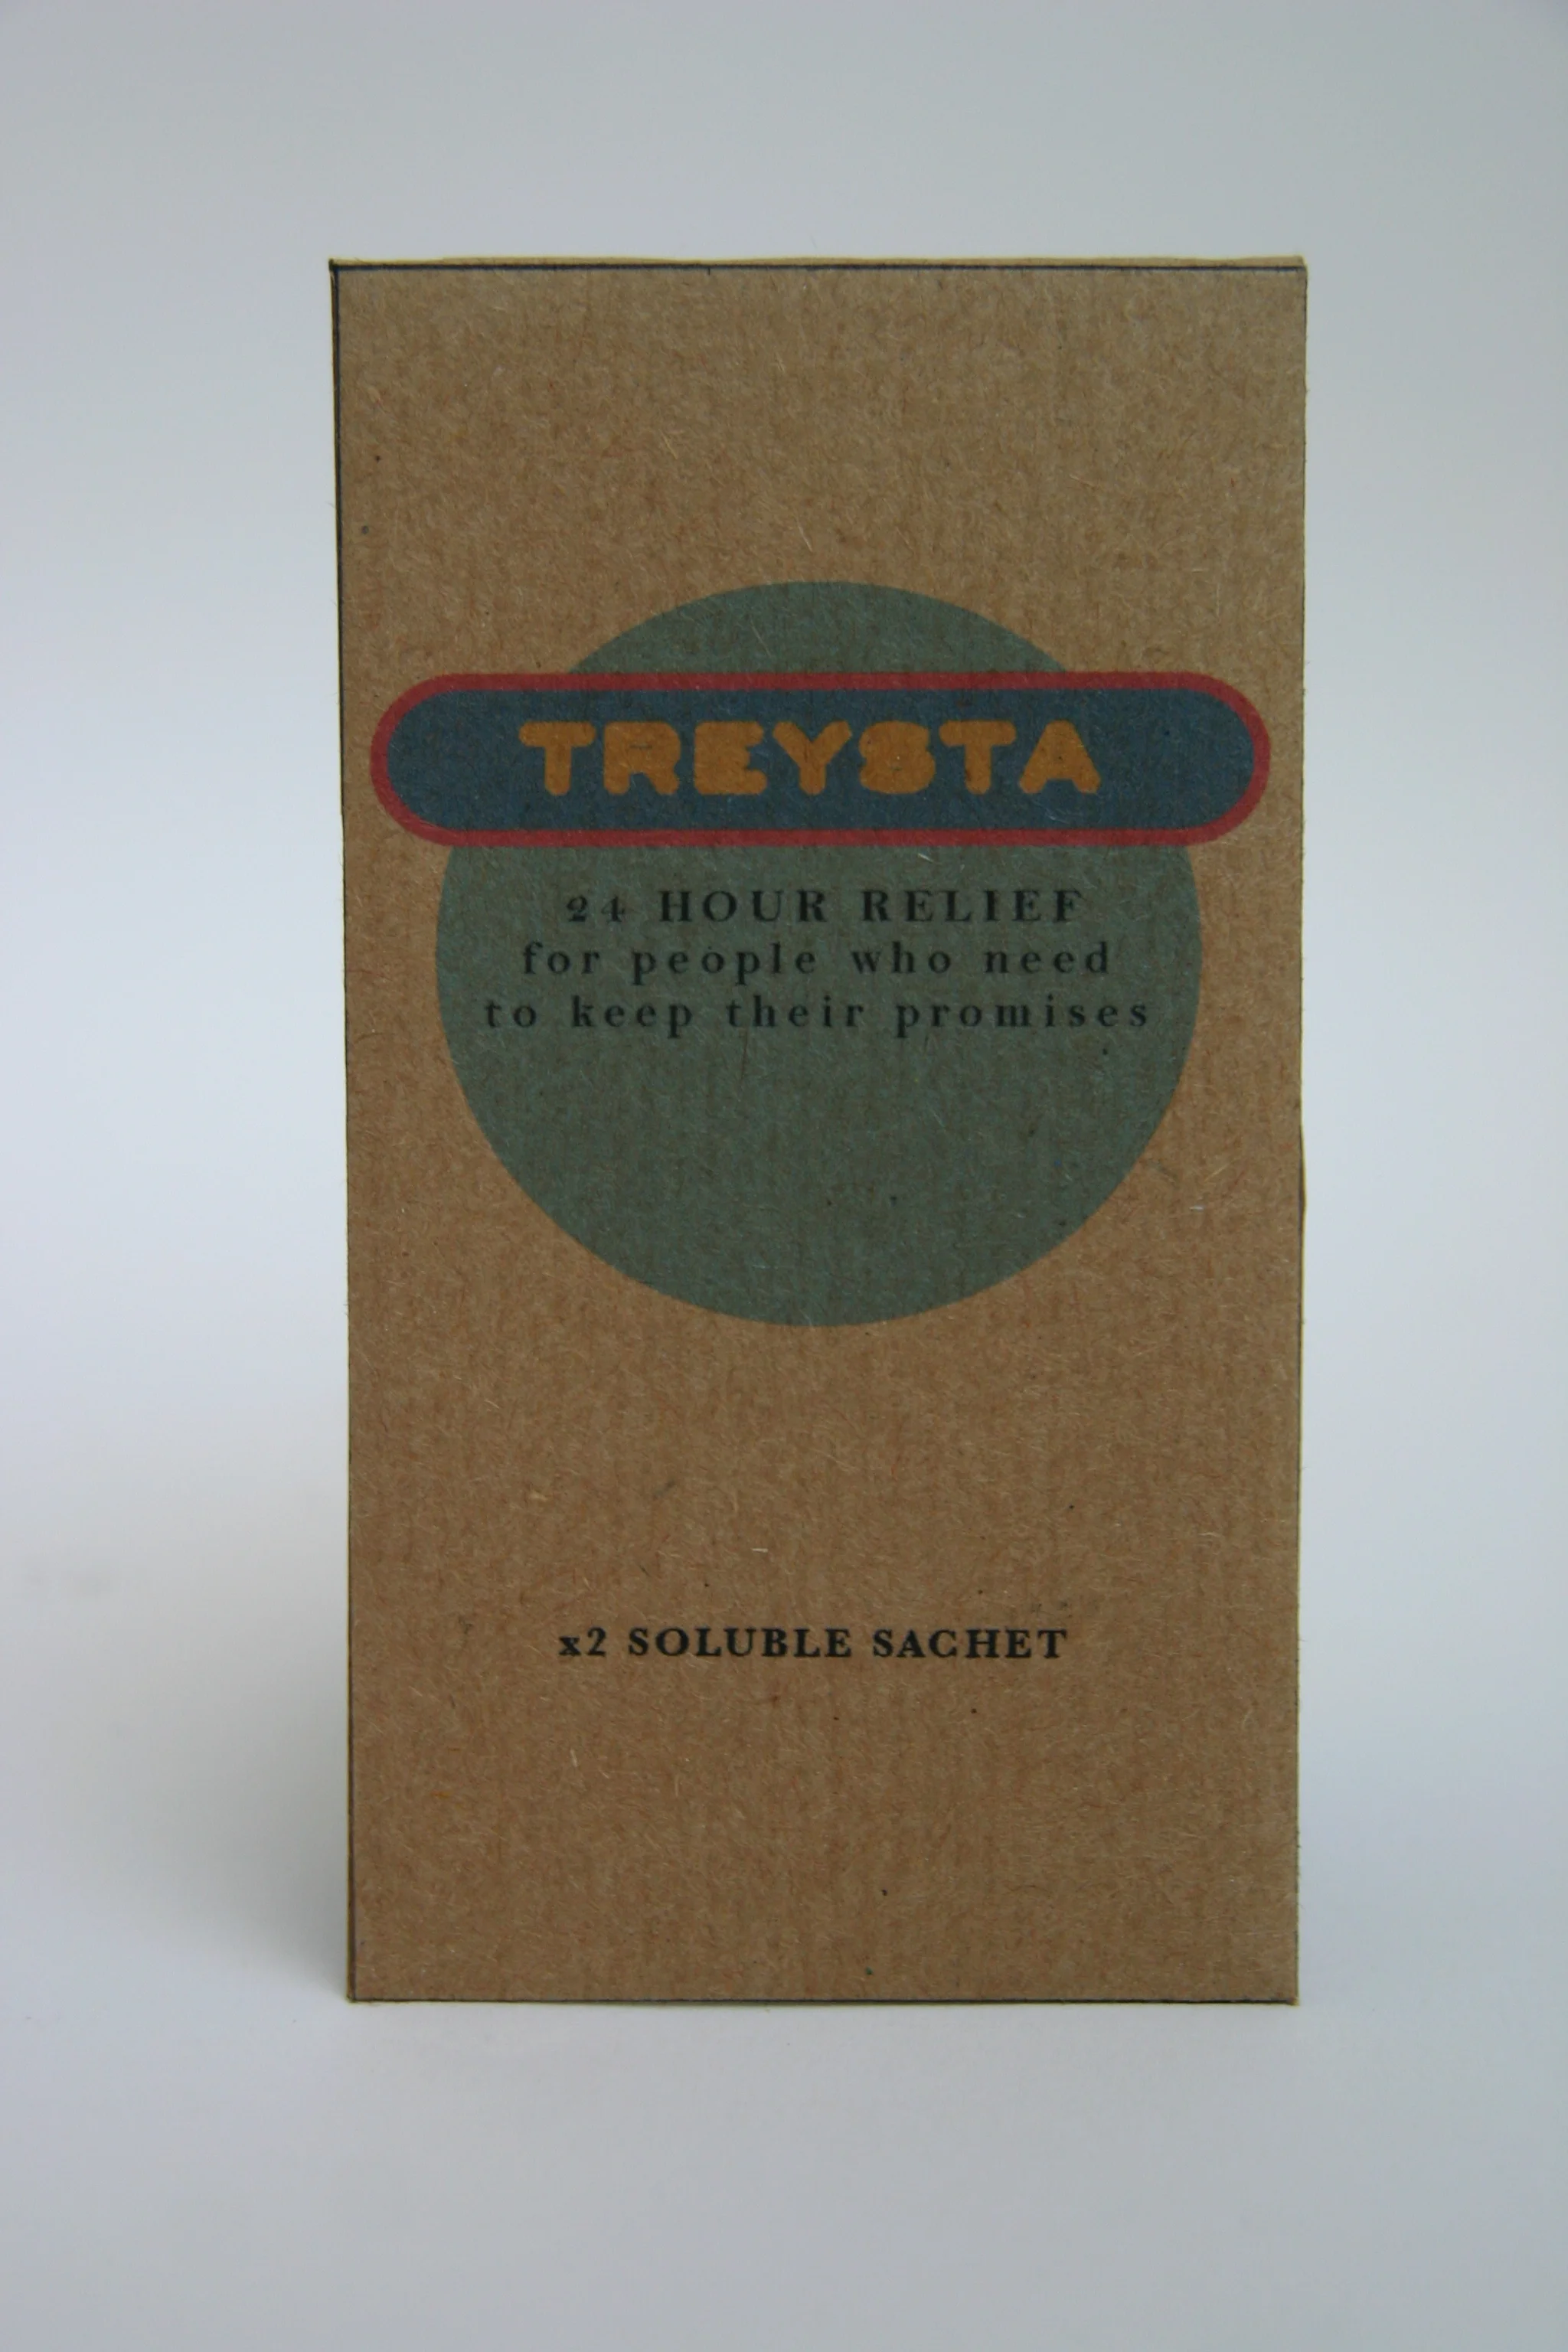 TREYSTA
24 HOUR RELIEF
for people who need
to keep their promises
x2 SOLUBLE SACHET